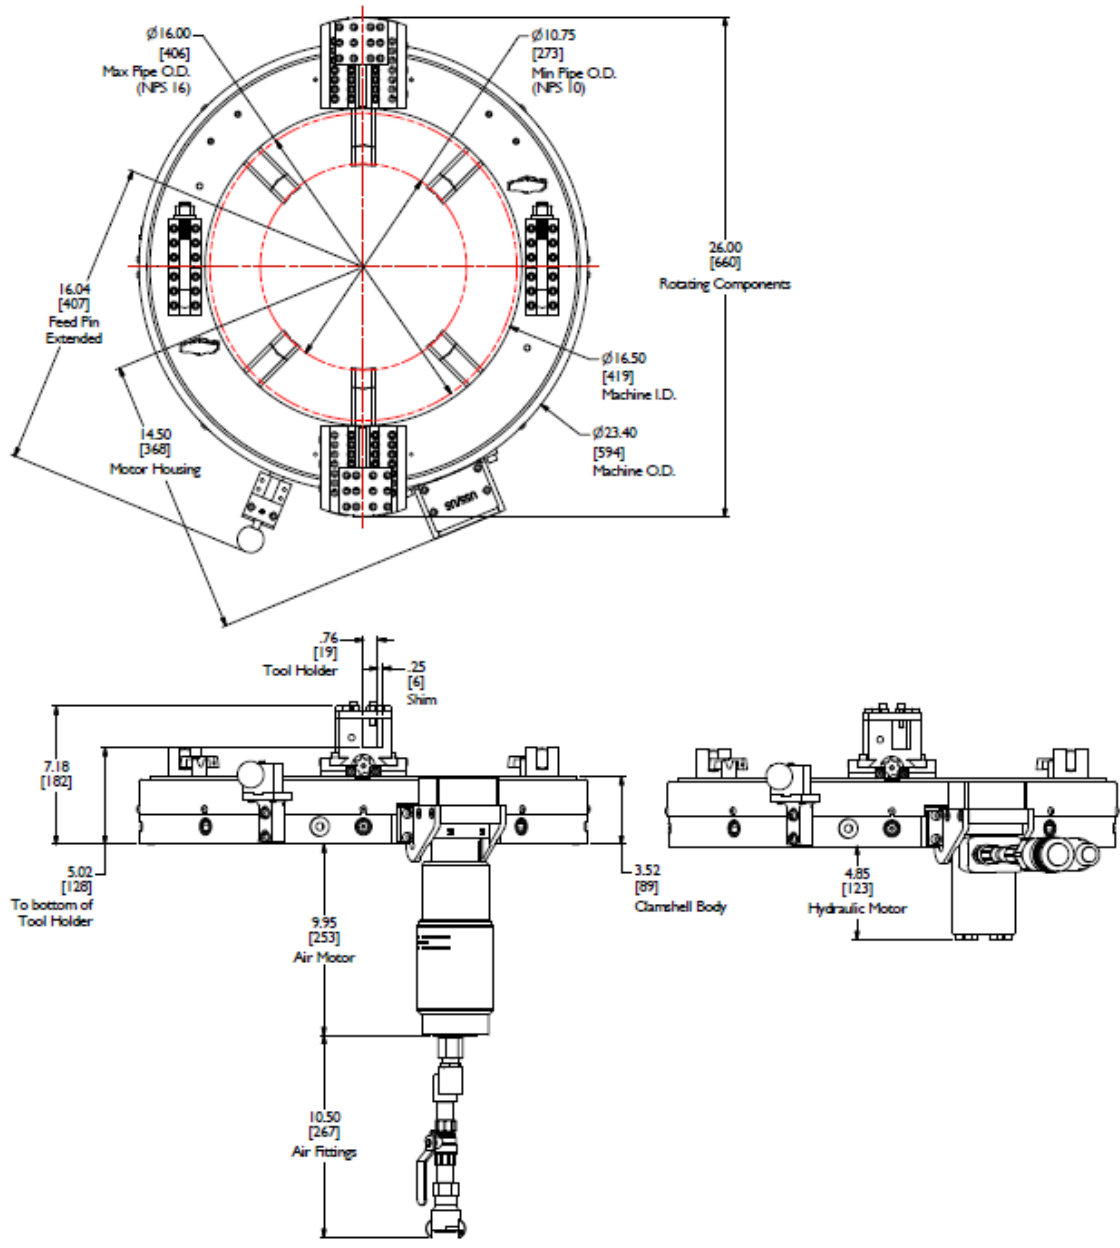 Ø16.00
[406]
Max Pipe O.D.
(NPS 16)
Ø10.75
[273]
Min Pipe O.D.
(NPS 10)
26.00
[660]
Rotating Components
16.04
[407]
Feed Pin
Extended
Ø16.50
[419]
Machine I.D.
14.50
[368]
Motor Housing
Ø23.40
[594]
Machine O.D.
.76
[19]
Tool Holder
.25
[6]
Shim
7.18
[182]
5.02
[128]
To bottom of
Tool Holder
3.52
[89]
Clamshell Body
4.85
[123]
Hydraulic Motor
9.95
[253]
Air Motor
10.50
[267]
Air Fittings